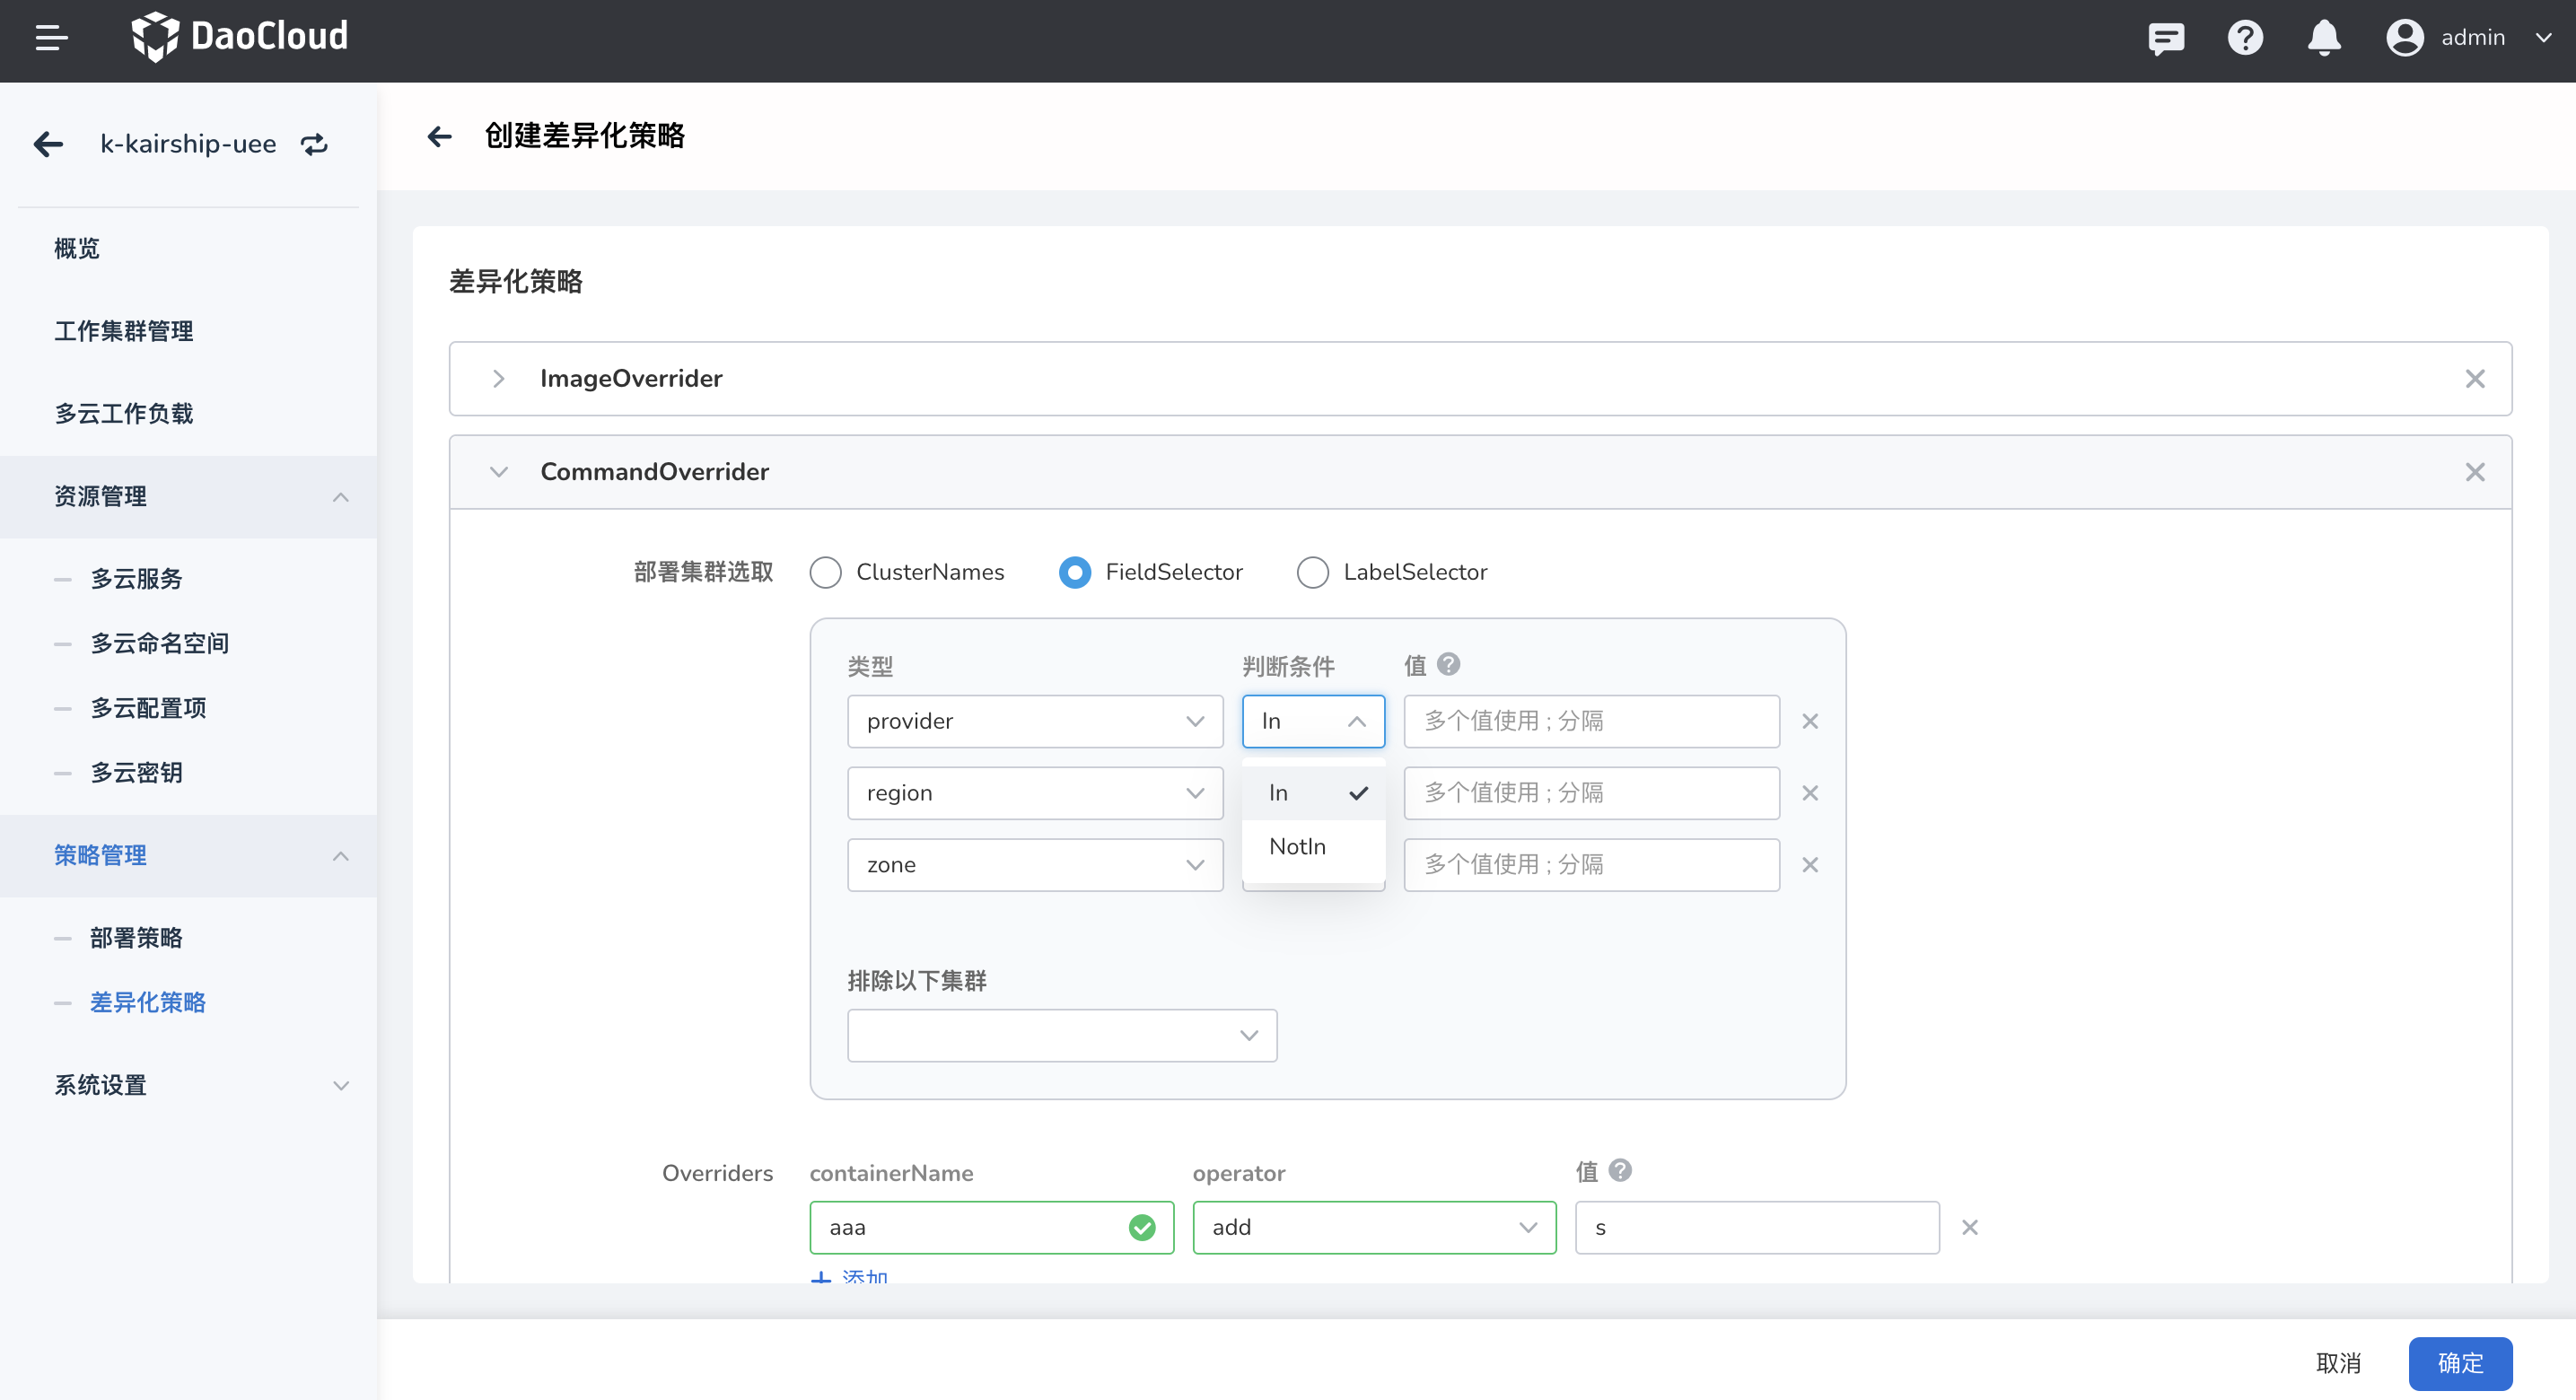 DaoCloud
admin
k-kairship-uee
概览
工作集群管理
多云工作负载
资源管理
多云服务
多云命名空间
多云配置项
多云密钥
策略管理
部署策略
差异化策略
系统设置
创建差异化策略
差异化策略
ImageOverrider
CommandOverrider
部署集群选取 ClusterNames FieldSelector LabelSelector
类型 判断条件 值
provider In 多个值使用 ; 分隔
region In 多个值使用 ; 分隔
NotIn
zone 多个值使用 ; 分隔
排除以下集群
Overriders containerName operator 值
aaa add s
添加
取消 确定